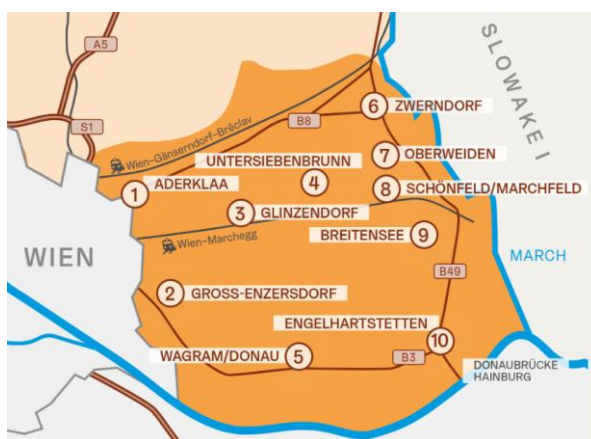 A5
S1
SLOWAKEI
6 ZWERNDORF
B8
Wien-Gänserndorf-Břeclav
7 OBERWEIDEN
UNTERSIEBENBRUNN
4
1 ADERKLAA
8 SCHÖNFELD/MARCHFELD
3 GLINZENDORF
BREITENSEE 9
Wien-Marchegg
WIEN
MARCH
B49
2 GROSS-ENZERSDORF
ENGELHARTSTETTEN
10
WAGRAM/DONAU 5
B3
DONAUBRÜCKE
HAINBURG